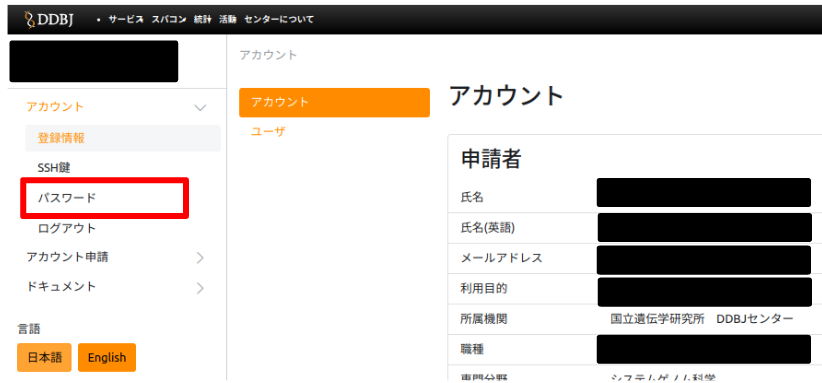 DDBJ • サービス スパコン 統計 活動 センターについて
アカウント
登録情報
SSH鍵
パスワード
ログアウト
アカウント申請
ドキュメント
言語
日本語 English
アカウント
アカウント
ユーザ
アカウント
申請者
氏名
氏名(英語)
メールアドレス
利用目的
所属機関 国立遺伝学研究所 DDBJセンター
職種
専門分野 システムゲノム科学